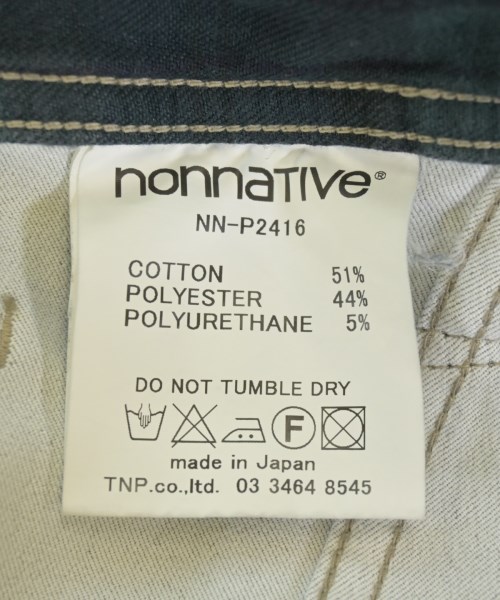 nonnative®
NN-P2416
COTTON 51%
POLYESTER 44%
POLYURETHANE 5%
DO NOT TUMBLE DRY
F
made in Japan
TNP.co.,ltd. 03 3464 8545